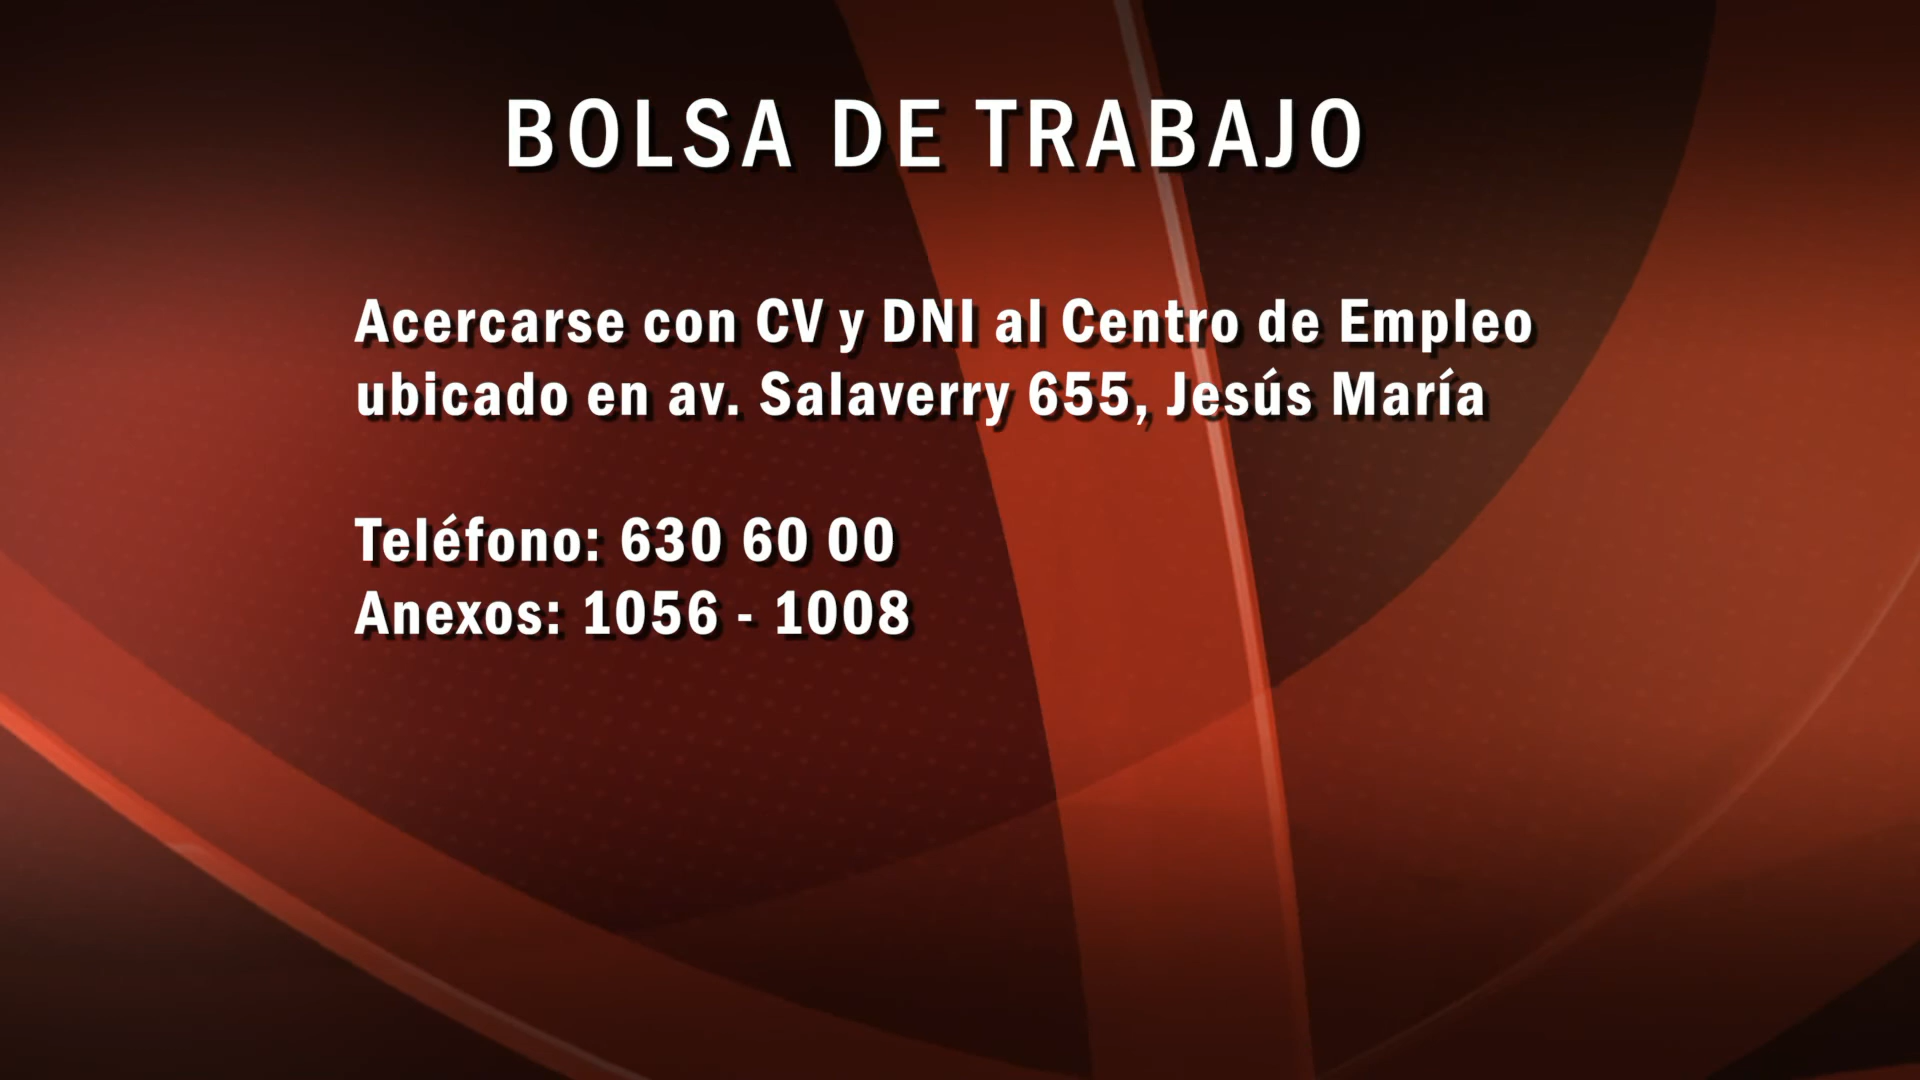 BOLSA DE TRABAJO
Acercarse con CV y DNI al Centro de Empleo
ubicado en av. Salaverry 655, Jesús María
Teléfono: 630 60 00
Anexos: 1056 - 1008